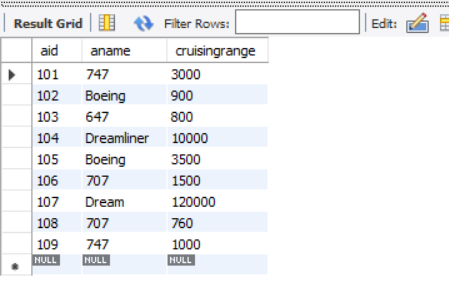 Result Grid Filter Rows: Edit:
aid aname cruisingrange
101 747 3000
102 Boeing 900
103 647 800
104 Dreamliner 10000
105 Boeing 3500
106 707 1500
107 Dream 120000
108 707 760
109 747 1000
NULL NULL NULL